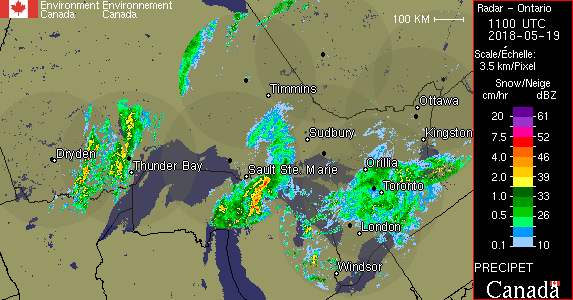 Environment Environnement
Canada Canada
100 KM
Timmins
Ottawa
Sudbury
Kingston
Dryden
Thunder Bay
Sault Ste. Marie
Orillia
Toronto
London
Windsor
Radar - Ontario
1100 UTC
2018-05-19
Scale/Échelle:
3.5 km/Pixel
Snow/Neige
cm/hr dBZ
20 61
7.5 57
5.0 52
4.0 46
2.0 39
1.0 33
0.5 26
0.1 10
PRECIPET
Canada